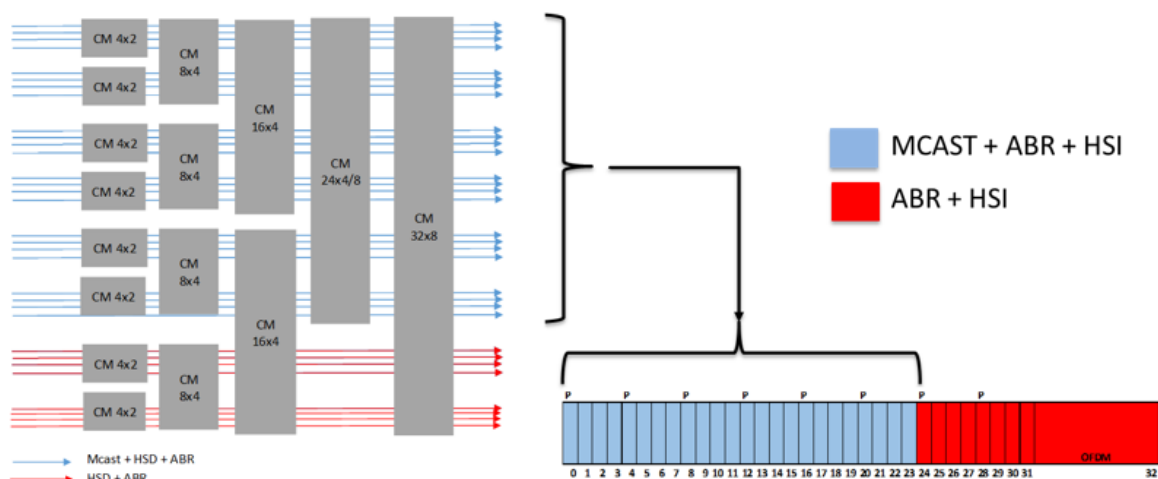 CM 4x2
CM 4x2
CM 4x2
CM 4x2
CM 4x2
CM 4x2
CM 4x2
CM 4x2
CM
8x4
CM
8x4
CM
8x4
CM
8x4
CM
16x4
CM
16x4
CM
24x4/8
CM
32x8
Mcast + HSD + ABR
HSD + ABR
MCAST + ABR + HSI
ABR + HSI
P P P P P P P P
OFDM
0 1 2 3 4 5 6 7 8 9 10 11 12 13 14 15 16 17 18 19 20 21 22 23 24 25 26 27 28 29 30 31 32